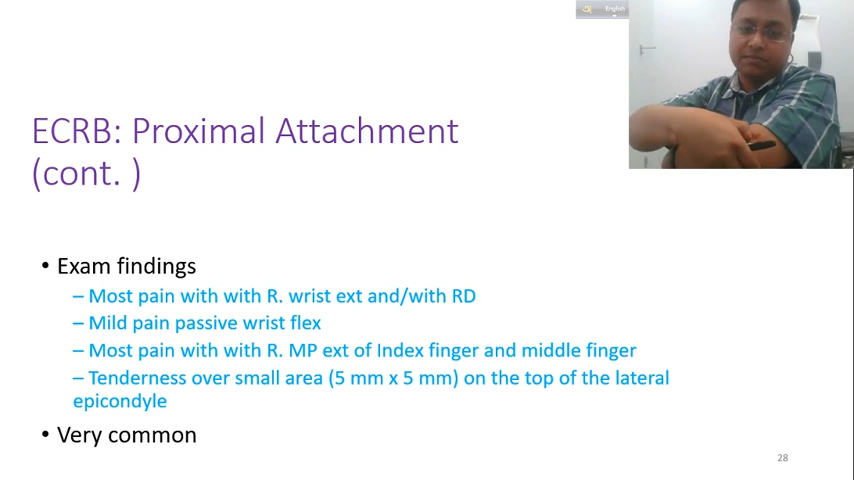 English
ECRB: Proximal Attachment
(cont. )
• Exam findings
– Most pain with with R. wrist ext and/with RD
– Mild pain passive wrist flex
– Most pain with with R. MP ext of Index finger and middle finger
– Tenderness over small area (5 mm x 5 mm) on the top of the lateral
epicondyle
• Very common
28